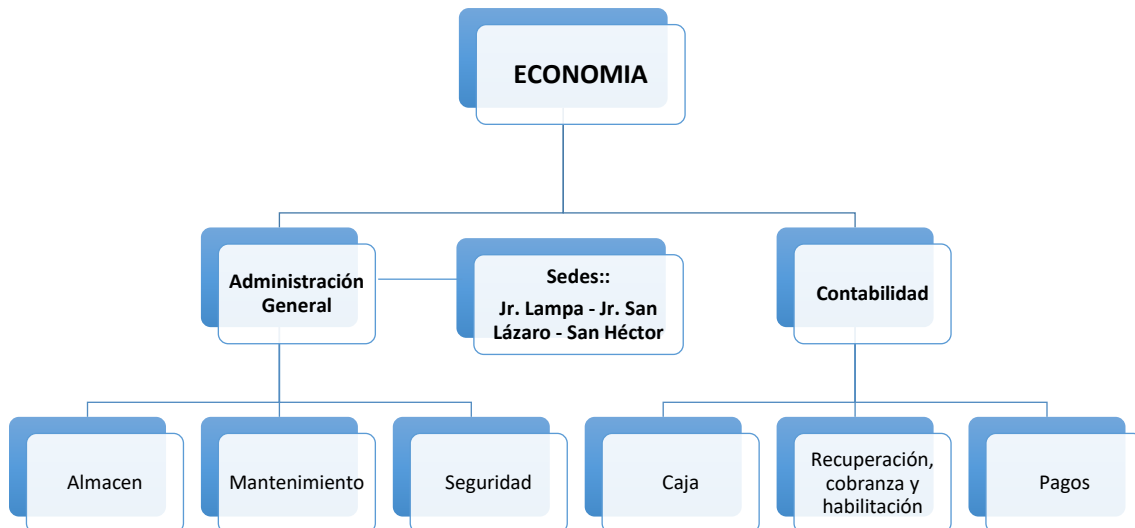 ECONOMIA
Administración
General
Sedes::
Jr. Lampa - Jr. San
Lázaro - San Héctor
Contabilidad
Almacen
Mantenimiento
Seguridad
Caja
Recuperación,
cobranza y
habilitación
Pagos